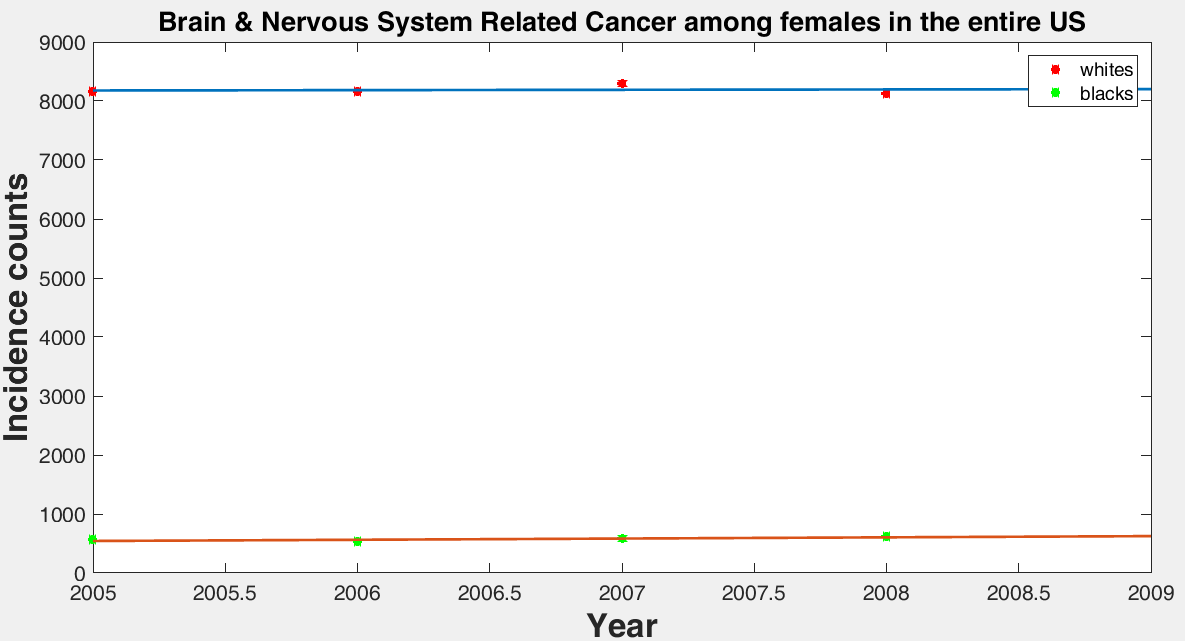 Brain & Nervous System Related Cancer among females in the entire US
9000
8000
7000
6000
5000
4000
3000
2000
1000
0
Incidence counts
whites
blacks
2005 2005.5 2006 2006.5 2007 2007.5 2008 2008.5 2009
Year